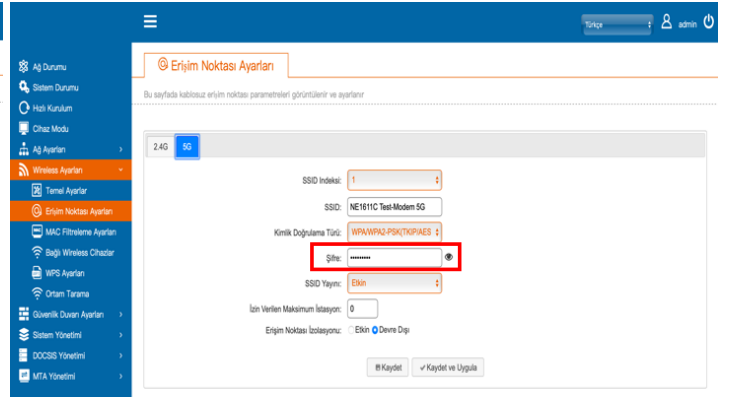 Türkçe
admin
Ağ Durumu
Sistem Durumu
Hızlı Kurulum
Cihaz Modu
Ağ Ayarları
Wireless Ayarları
Temel Ayarlar
Erişim Noktası Ayarları
MAC Filtreleme Ayarları
Bağlı Wireless Cihazlar
WPS Ayarları
Ortam Tarama
Güvenlik Duvarı Ayarları
Sistem Yönetimi
DOCSIS Yönetimi
MTA Yönetimi
Erişim Noktası Ayarları
Bu sayfada kablosuz erişim noktası parametreleri görüntülenir ve ayarlanır
2.4G 5G
SSID Indeksi: 1
SSID: NE1611C Test-Modem 5G
Kimlik Doğrulama Türü: WPA/WPA2-PSK(TKIP/AES
Şifre: •••••••••
SSID Yayını: Etkin
İzin Verilen Maksimum İstasyon: 0
Erişim Noktası İzolasyonu: Etkin Devre Dışı
Kaydet Kaydet ve Uygula